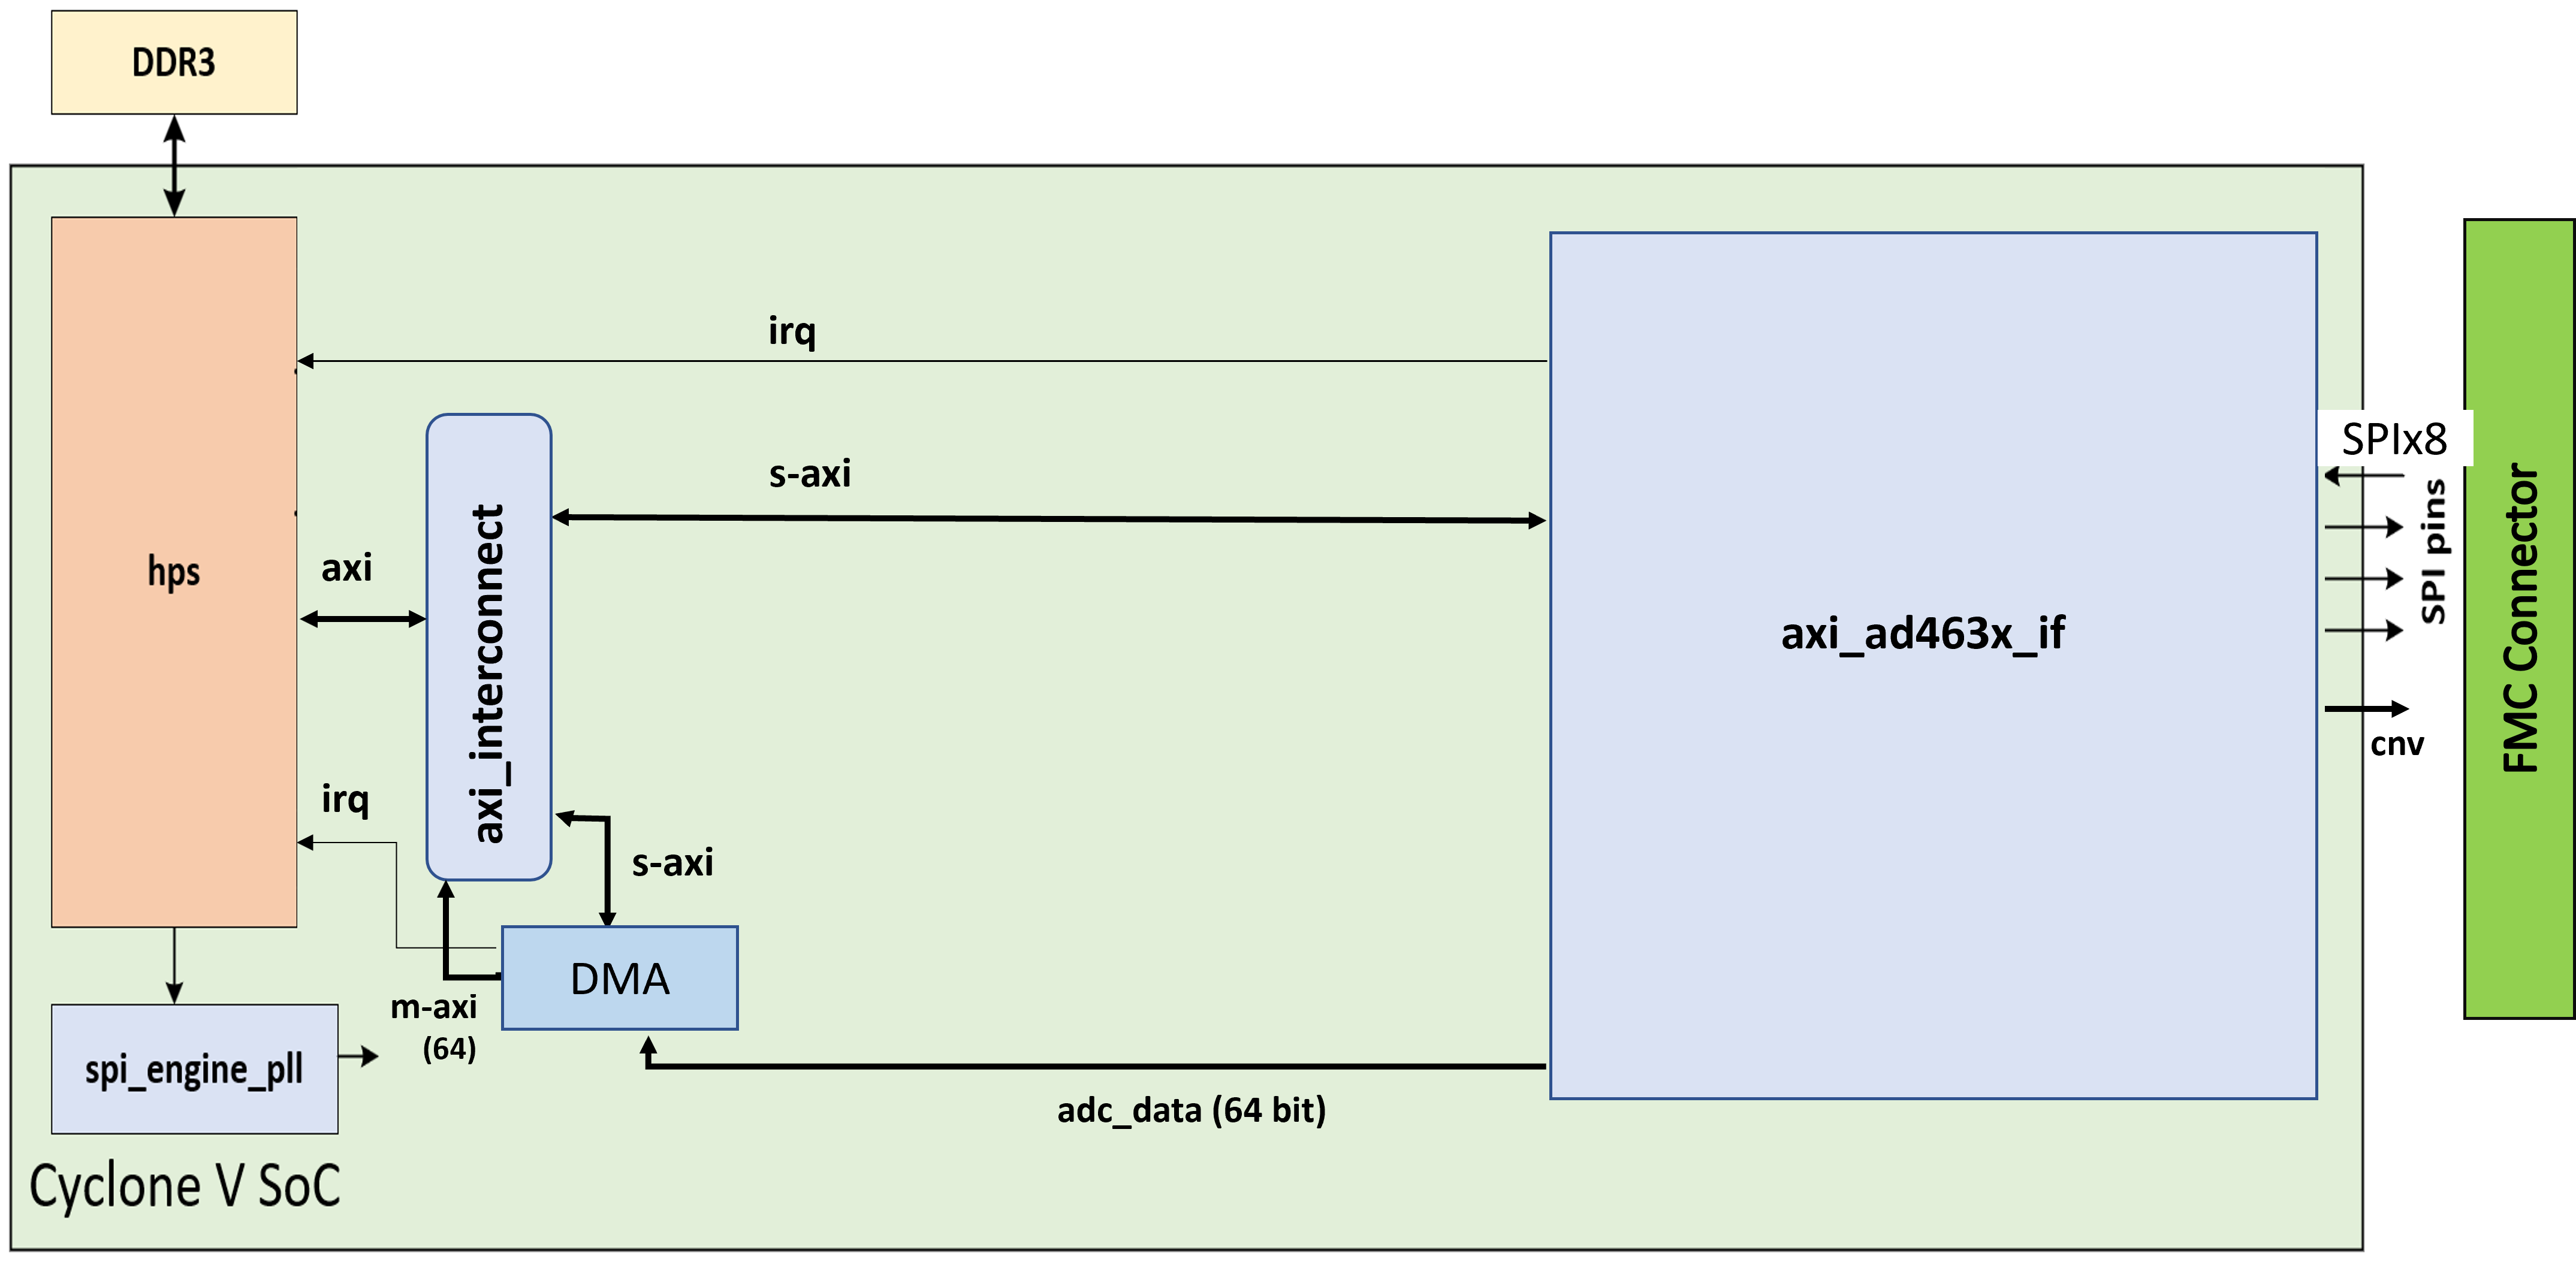 DDR3
irq
s-axi
SPIx8
SPI pins
FMC Connector
hps
axi
axi_interconnect
axi_ad463x_if
cnv
irq
s-axi
DMA
m-axi
(64)
spi_engine_pll
adc_data (64 bit)
Cyclone V SoC